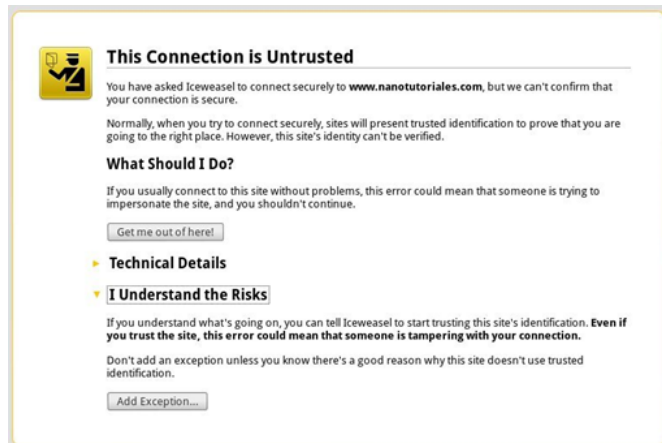 This Connection is Untrusted
You have asked Iceweasel to connect securely to www.nanotutoriales.com, but we can't confirm that
your connection is secure.
Normally, when you try to connect securely, sites will present trusted identification to prove that you are
going to the right place. However, this site's identity can't be verified.
What Should I Do?
If you usually connect to this site without problems, this error could mean that someone is trying to
impersonate the site, and you shouldn't continue.
Get me out of here!
Technical Details
I Understand the Risks
If you understand what's going on, you can tell Iceweasel to start trusting this site's identification. Even if
you trust the site, this error could mean that someone is tampering with your connection.
Don't add an exception unless you know there's a good reason why this site doesn't use trusted
identification.
Add Exception...